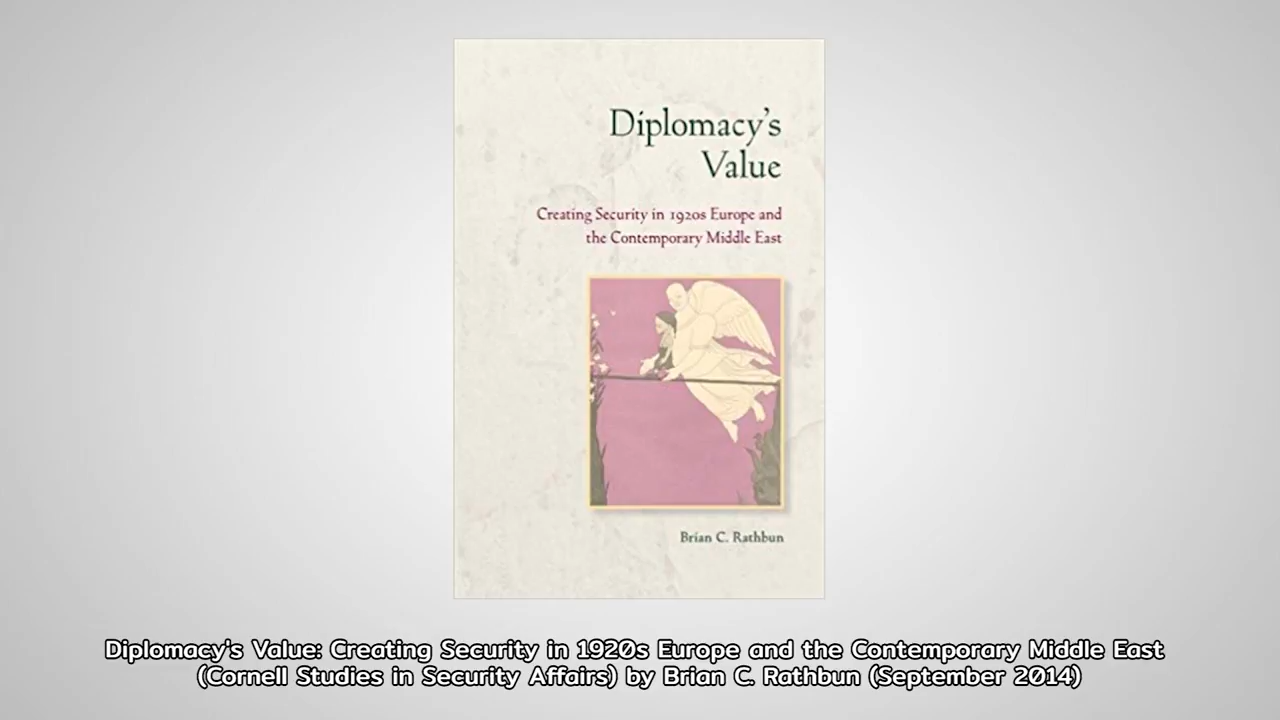 Diplomacy's
Value
Creating Security in 1920s Europe and
the Contemporary Middle East
Brian C. Rathbun
Diplomacy's Value: Creating Security in 1920s Europe and the Contemporary Middle East
(Cornell Studies in Security Affairs) by Brian C. Rathbun (September 2014)